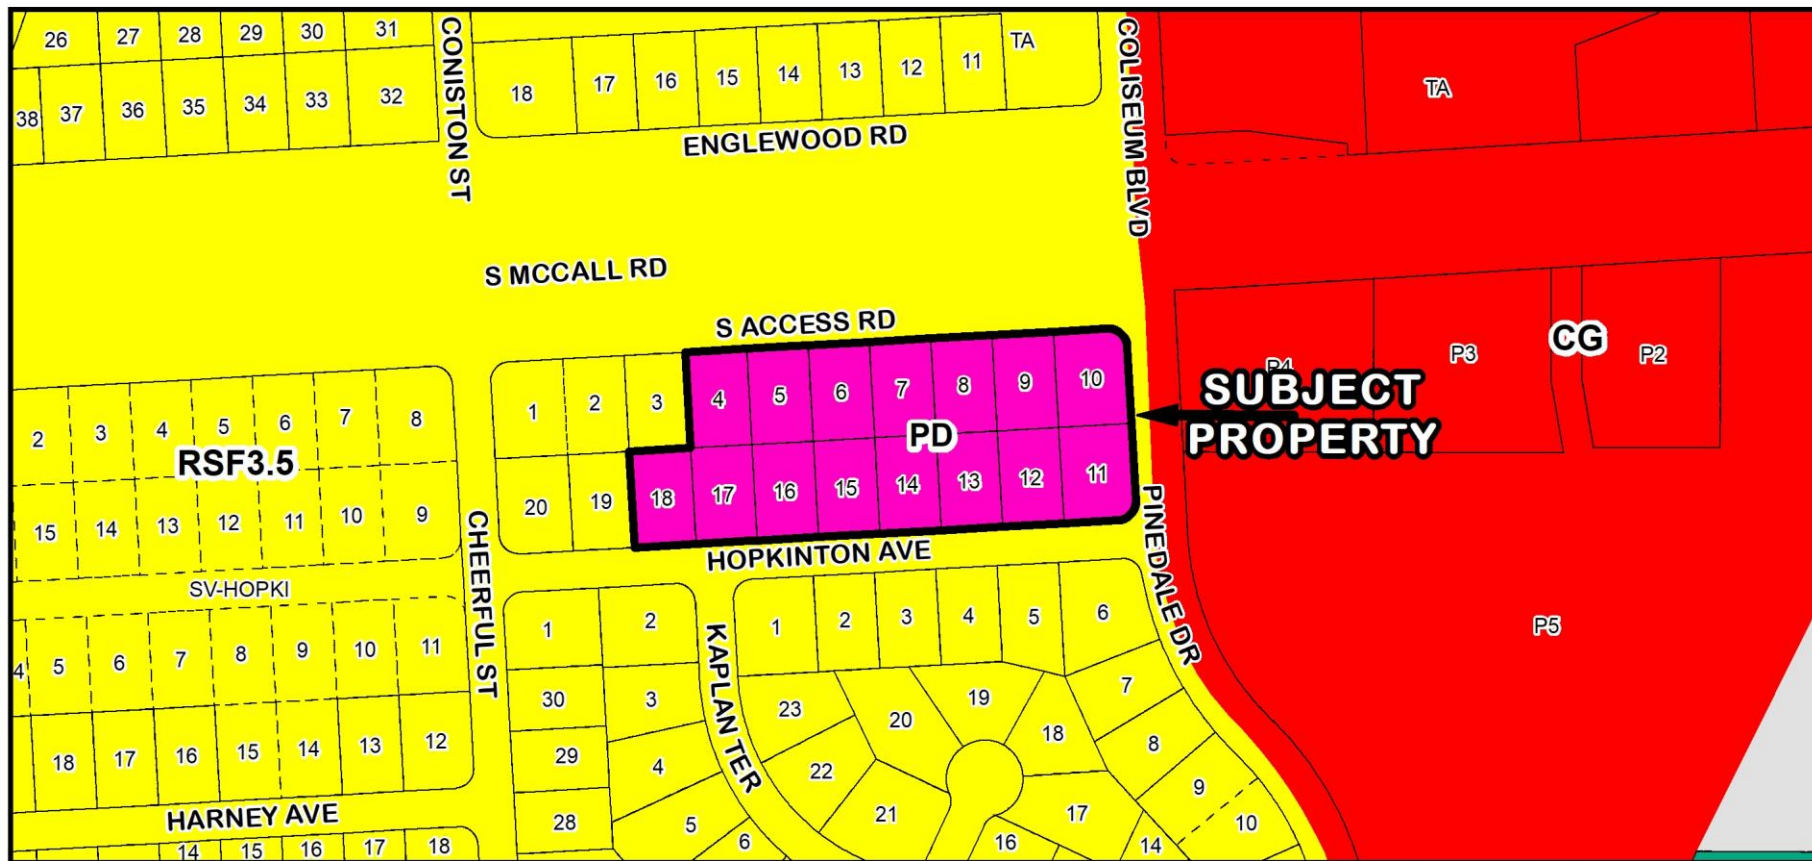 26 27 28 29 30 31
38 37 36 35 34 33 32
CONISTON ST
18 17 16 15 14 13 12 11 TA
ENGLEWOOD RD
COLISEUM BLVD
TA
S MCCALL RD
S ACCESS RD
2 3 4 5 6 7 8
RSF3.5
15 14 13 12 11 10 9
1 2 3 4 5 6 7 8 9 10
PD
20 19 18 17 16 15 14 13 12 11
P4 P3 CG P2
SUBJECT
PROPERTY
P5
HOPKINTON AVE
PINEDALE DR
SV-HOPKI
CHEERFUL ST
4 5 6 7 8 9 10 11
18 17 16 15 14 13 12
HARNEY AVE
14 15 16 17 18
1 2
30 3
29 4
28 5 6
KAPLAN TER
1 2 3 4 5 6
23 20 19 18 7
22 21 17 8
16 14 9 10